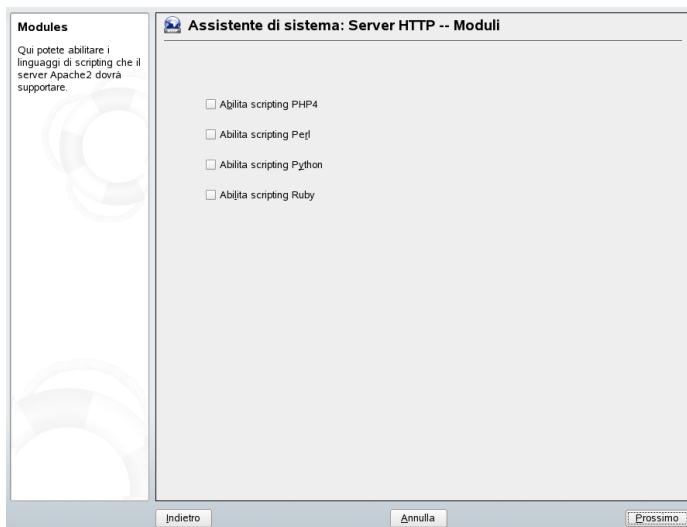 Modules
Qui potete abilitare i
linguaggi di scripting che il
server Apache2 dovrà
supportare.
Assistente di sistema: Server HTTP -- Moduli
Abilita scripting PHP4
Abilita scripting Perl
Abilita scripting Python
Abilita scripting Ruby
Indietro
Annulla
Prossimo